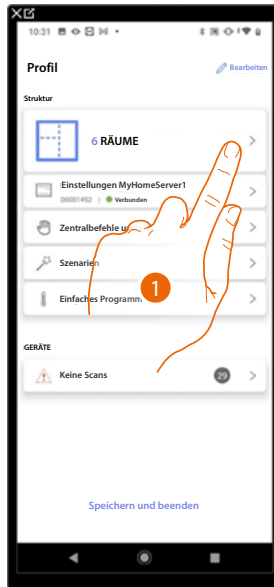 10:31
Profil
Bearbeiten
Struktur
6 RÄUME
Einstellungen MyHomeServer1
00001452 | Verbunden
Zentralbefehle u
Szenarien
1
Einfaches Programm
GERÄTE
Keine Scans
29
Speichern und beenden